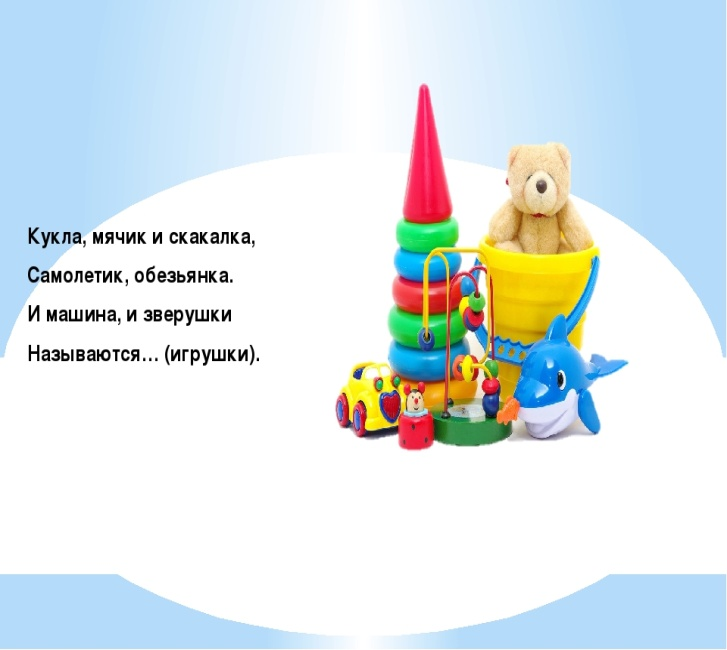 Кукла, мячик и скакалка,
Самолетик, обезьянка.
И машина, и зверушки
Называются... (игрушки).